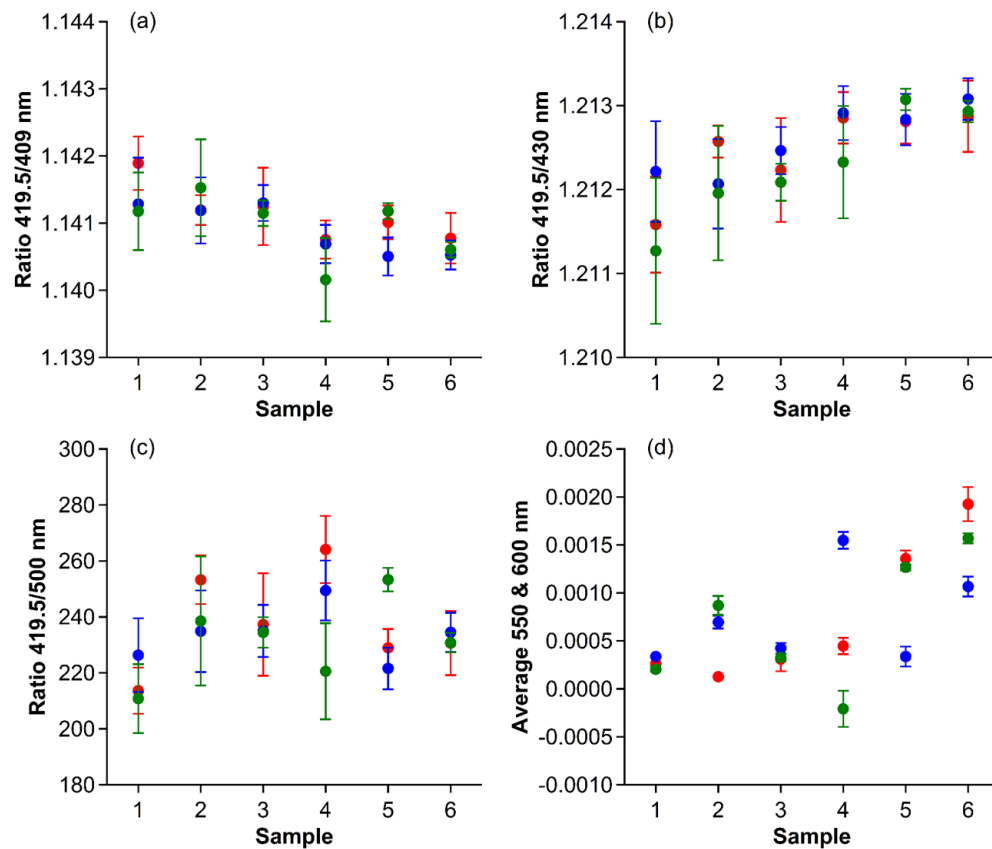 (a)
Ratio 419.5/409 nm
1.144
1.143
1.142
1.141
1.140
1.139
1 2 3 4 5 6
Sample
(b)
Ratio 419.5/430 nm
1.214
1.213
1.212
1.211
1.210
1 2 3 4 5 6
Sample
(c)
Ratio 419.5/500 nm
300
280
260
240
220
200
180
1 2 3 4 5 6
Sample
(d)
Average 550 & 600 nm
0.0025
0.0020
0.0015
0.0010
0.0005
0.0000
-0.0005
-0.0010
1 2 3 4 5 6
Sample